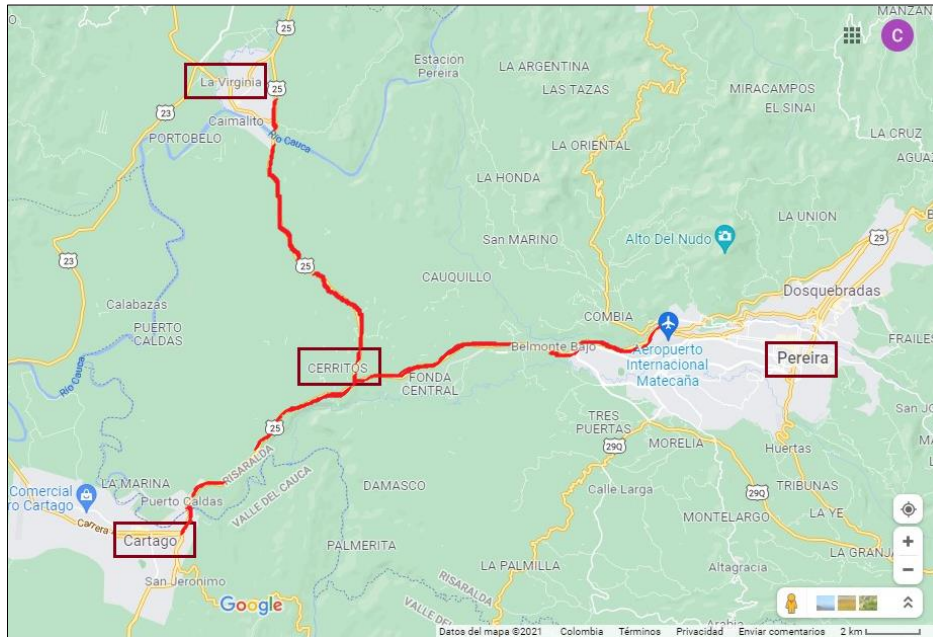 MANZAN
25
C
Estación
Pereira
LA ARGENTINA
LAS TAZAS
MIRACAMPOS
EL SINAI
La Virginia
25
23
Caimalito
PORTOBELO
Río Cauca
LA ORIENTAL
LA CRUZ
AGUAZ
LA HONDA
LA UNION
San MARINO
Alto Del Nudo
29
23
25
CAUQUILLO
Dosquebradas
Calabazas
PUERTO
CALDAS
COMBIA
FRAILES
Belmonte Bajo
Aeropuerto
Internacional
Matecaña
Pereira
CERRITOS
FONDA
CENTRAL
Río Cauca
TRES
PUERTAS
San JO
25
29Q
MORELIA
Huertas
RISARALDA
VALLE DEL CAUCA
LA MARINA
DAMASCO
Calle Larga
29Q
TRIBUNAS
Comercial
ro Cartago
Puerto Caldas
LA YE
MONTELARGO
Carrera
Cartago
PALMERITA
LA GRANJA
LA PALMILLA
Altagracia
San Jeronimo
RISARALDA
VALLE DEL
Google
Arabia
Datos del mapa ©2021 Colombia Términos Privacidad Enviar comentarios 2 km